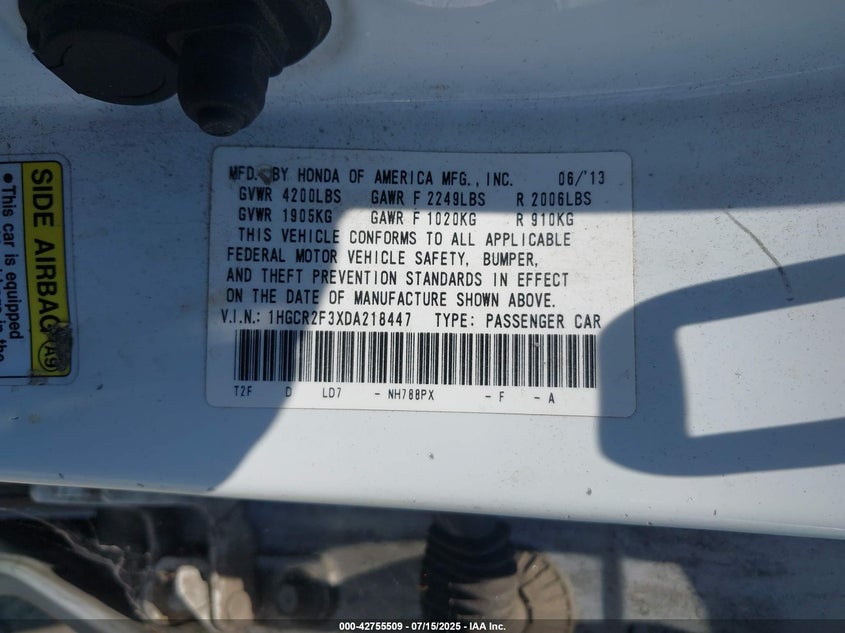 MFD. BY HONDA OF AMERICA MFG., INC. 06/'13
GVWR 4200LBS GAWR F 2249LBS R 2006LBS
GVWR 1905KG GAWR F 1020KG R 910KG
THIS VEHICLE CONFORMS TO ALL APPLICABLE
FEDERAL MOTOR VEHICLE SAFETY, BUMPER,
AND THEFT PREVENTION STANDARDS IN EFFECT
ON THE DATE OF MANUFACTURE SHOWN ABOVE.
V.I.N.: 1HGCR2F3XDA218447 TYPE: PASSENGER CAR
T2F D LD7 - NH788PX - F - A
SIDE AIRBAG A9
• This car is equipped
in the
000-42755509 - 07/15/2025 - IAA Inc.